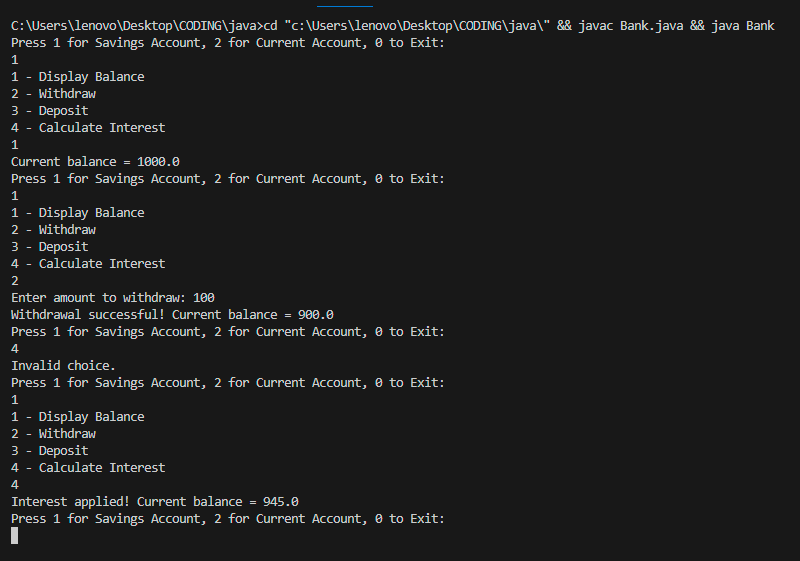 C:\Users\lenovo\Desktop\CODING\java>cd "c:\Users\lenovo\Desktop\CODING\java\" && javac Bank.java && java Bank
Press 1 for Savings Account, 2 for Current Account, 0 to Exit:
1
1 - Display Balance
2 - Withdraw
3 - Deposit
4 - Calculate Interest
1
Current balance = 1000.0
Press 1 for Savings Account, 2 for Current Account, 0 to Exit:
1
1 - Display Balance
2 - Withdraw
3 - Deposit
4 - Calculate Interest
2
Enter amount to withdraw: 100
Withdrawal successful! Current balance = 900.0
Press 1 for Savings Account, 2 for Current Account, 0 to Exit:
4
Invalid choice.
Press 1 for Savings Account, 2 for Current Account, 0 to Exit:
1
1 - Display Balance
2 - Withdraw
3 - Deposit
4 - Calculate Interest
4
Interest applied! Current balance = 945.0
Press 1 for Savings Account, 2 for Current Account, 0 to Exit: